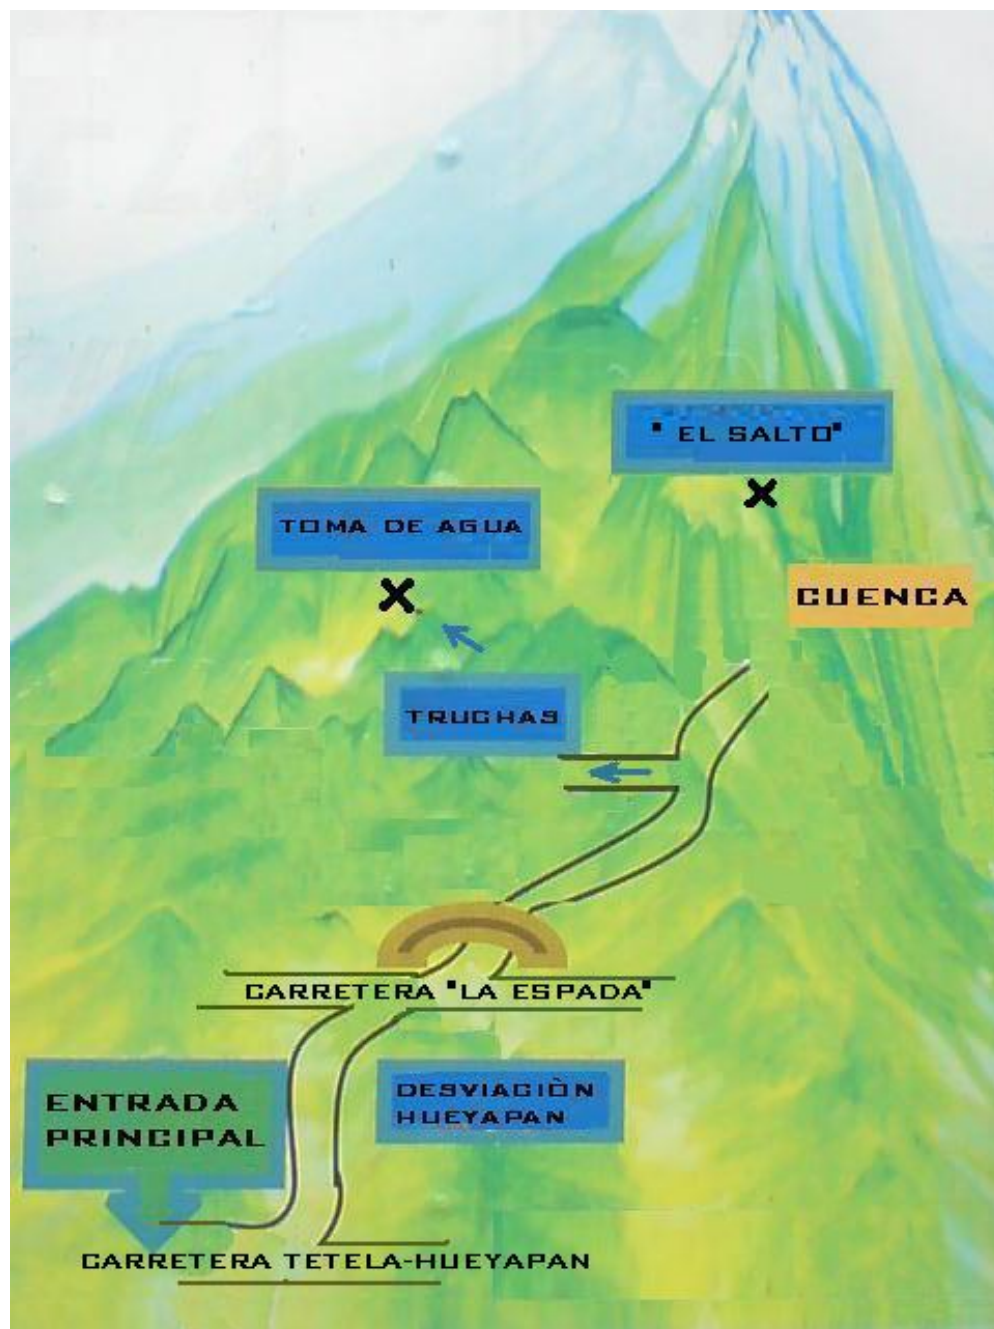 " EL SALTO"
TOMA DE AGUA
CUENCA
TRUCHAS
CARRETERA "LA ESPADA"
ENTRADA
PRINCIPAL
DESVIACIÒN
HUEYAPAN
CARRETERA TETELA-HUEYAPAN